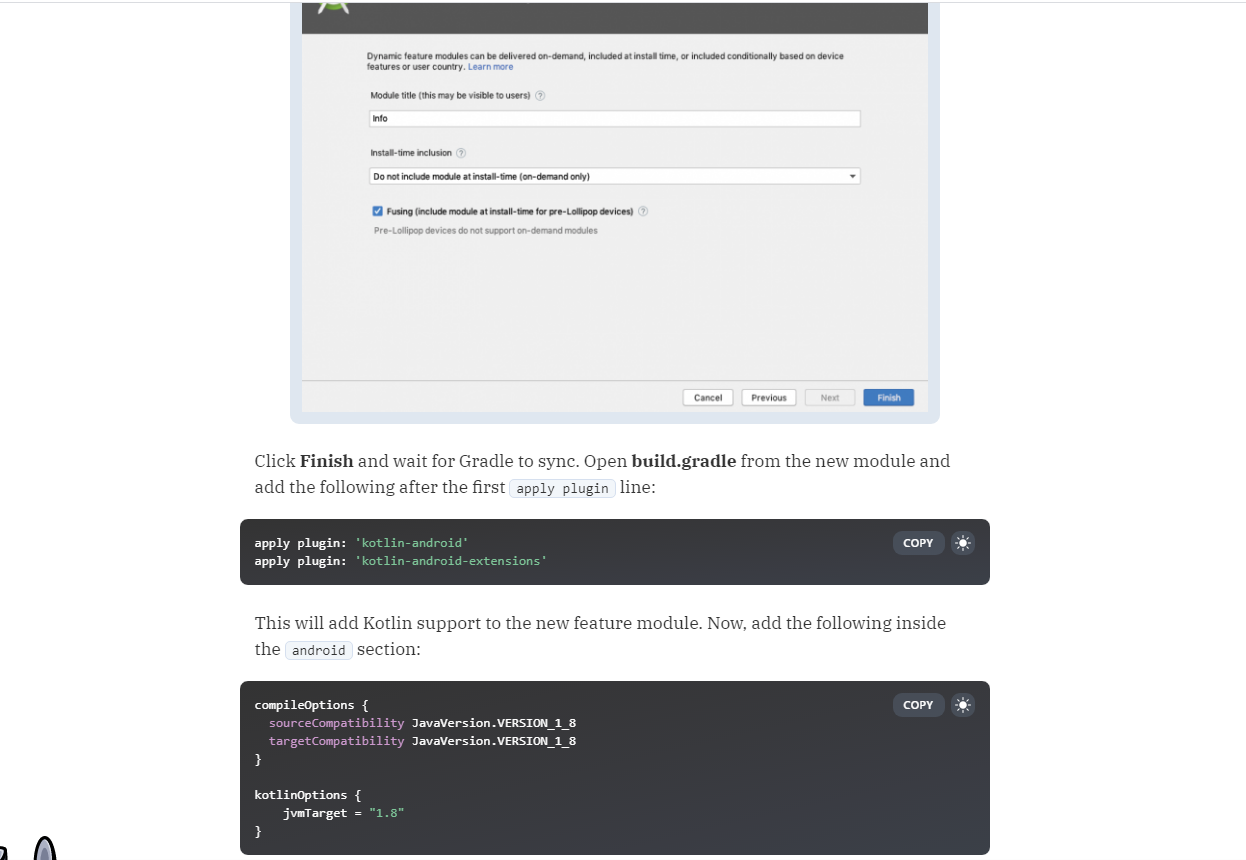 Dynamic feature modules can be delivered on-demand, included at install time, or included conditionally based on device
features or user country. Learn more
Module title (this may be visible to users) ?
Info
Install-time inclusion ?
Do not include module at install-time (on-demand only)
Fusing (include module at install-time for pre-Lollipop devices) ?
Pre-Lollipop devices do not support on-demand modules
Cancel Previous Next Finish
Click Finish and wait for Gradle to sync. Open build.gradle from the new module and
add the following after the first apply plugin line:
apply plugin: 'kotlin-android' COPY
apply plugin: 'kotlin-android-extensions'
This will add Kotlin support to the new feature module. Now, add the following inside
the android section:
compileOptions { COPY
  sourceCompatibility JavaVersion.VERSION_1_8
  targetCompatibility JavaVersion.VERSION_1_8
}
kotlinOptions {
    jvmTarget = "1.8"
}